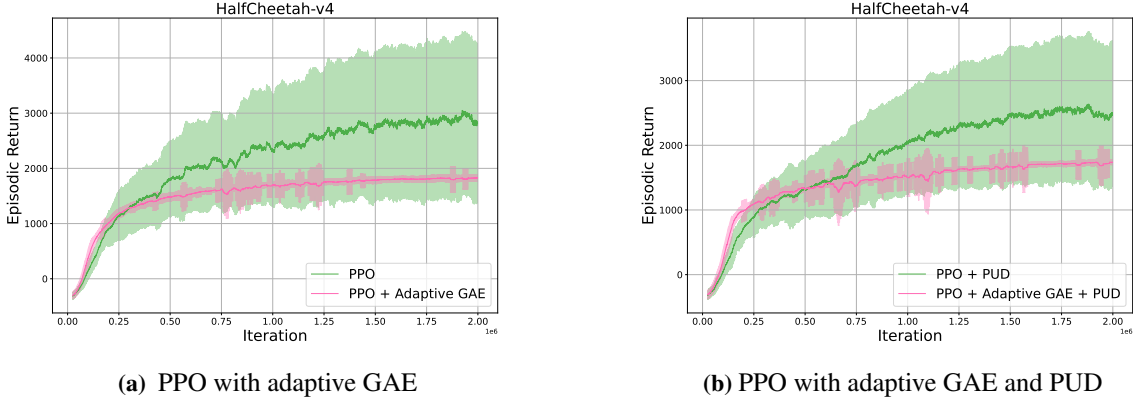 HalfCheetah-v4
Episodic Return
4000
3000
2000
1000
0
0.00 0.25 0.50 0.75 1.00 1.25 1.50 1.75 2.00
1e6
Iteration
PPO
PPO + Adaptive GAE
(a) PPO with adaptive GAE
HalfCheetah-v4
Episodic Return
3000
2000
1000
0
0.00 0.25 0.50 0.75 1.00 1.25 1.50 1.75 2.00
1e6
Iteration
PPO + PUD
PPO + Adaptive GAE + PUD
(b) PPO with adaptive GAE and PUD